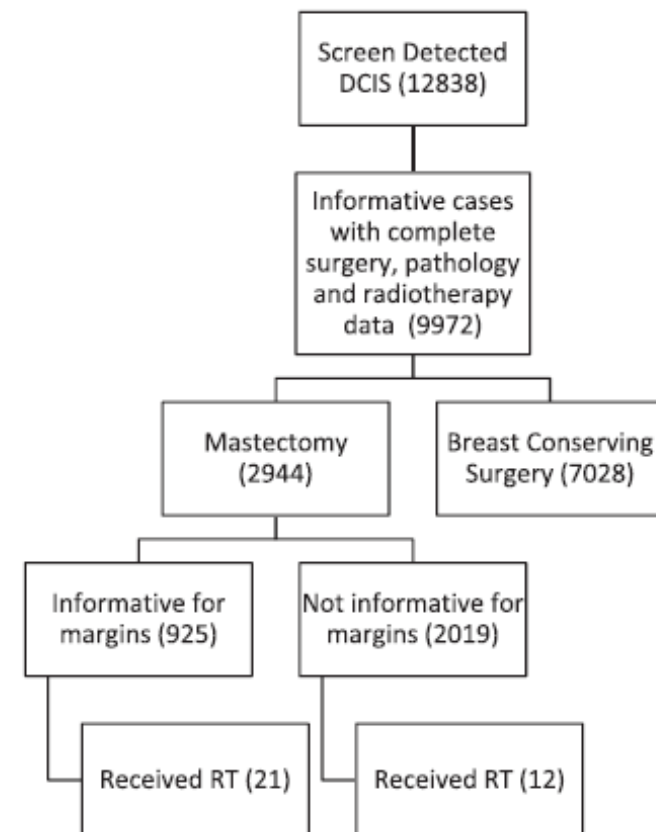 Screen Detected
DCIS (12838)
Informative cases
with complete
surgery, pathology
and radiotherapy
data (9972)
Mastectomy
(2944)
Breast Conserving
Surgery (7028)
Informative for
margins (925)
Not informative for
margins (2019)
Received RT (21)
Received RT (12)